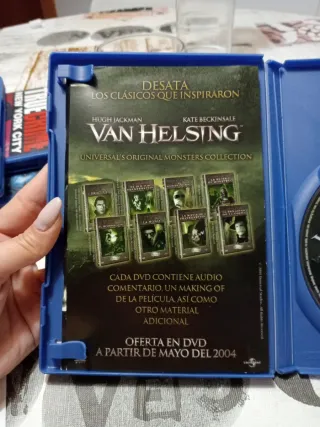 DESATA
LOS CLÁSICOS QUE INSPIRARON
HUGH JACKMAN KATE BECKINSALE
VAN HELSING
UNIVERSAL'S ORIGINAL MONSTERS COLLECTION
CADA DVD CONTIENE AUDIO
COMENTARIO, UN MAKING OF
DE LA PELÍCULA, ASÍ COMO
OTRO MATERIAL
ADICIONAL
OFERTA EN DVD
A PARTIR DE MAYO DEL 2004
UNIVERSAL
NEW YORK CITY